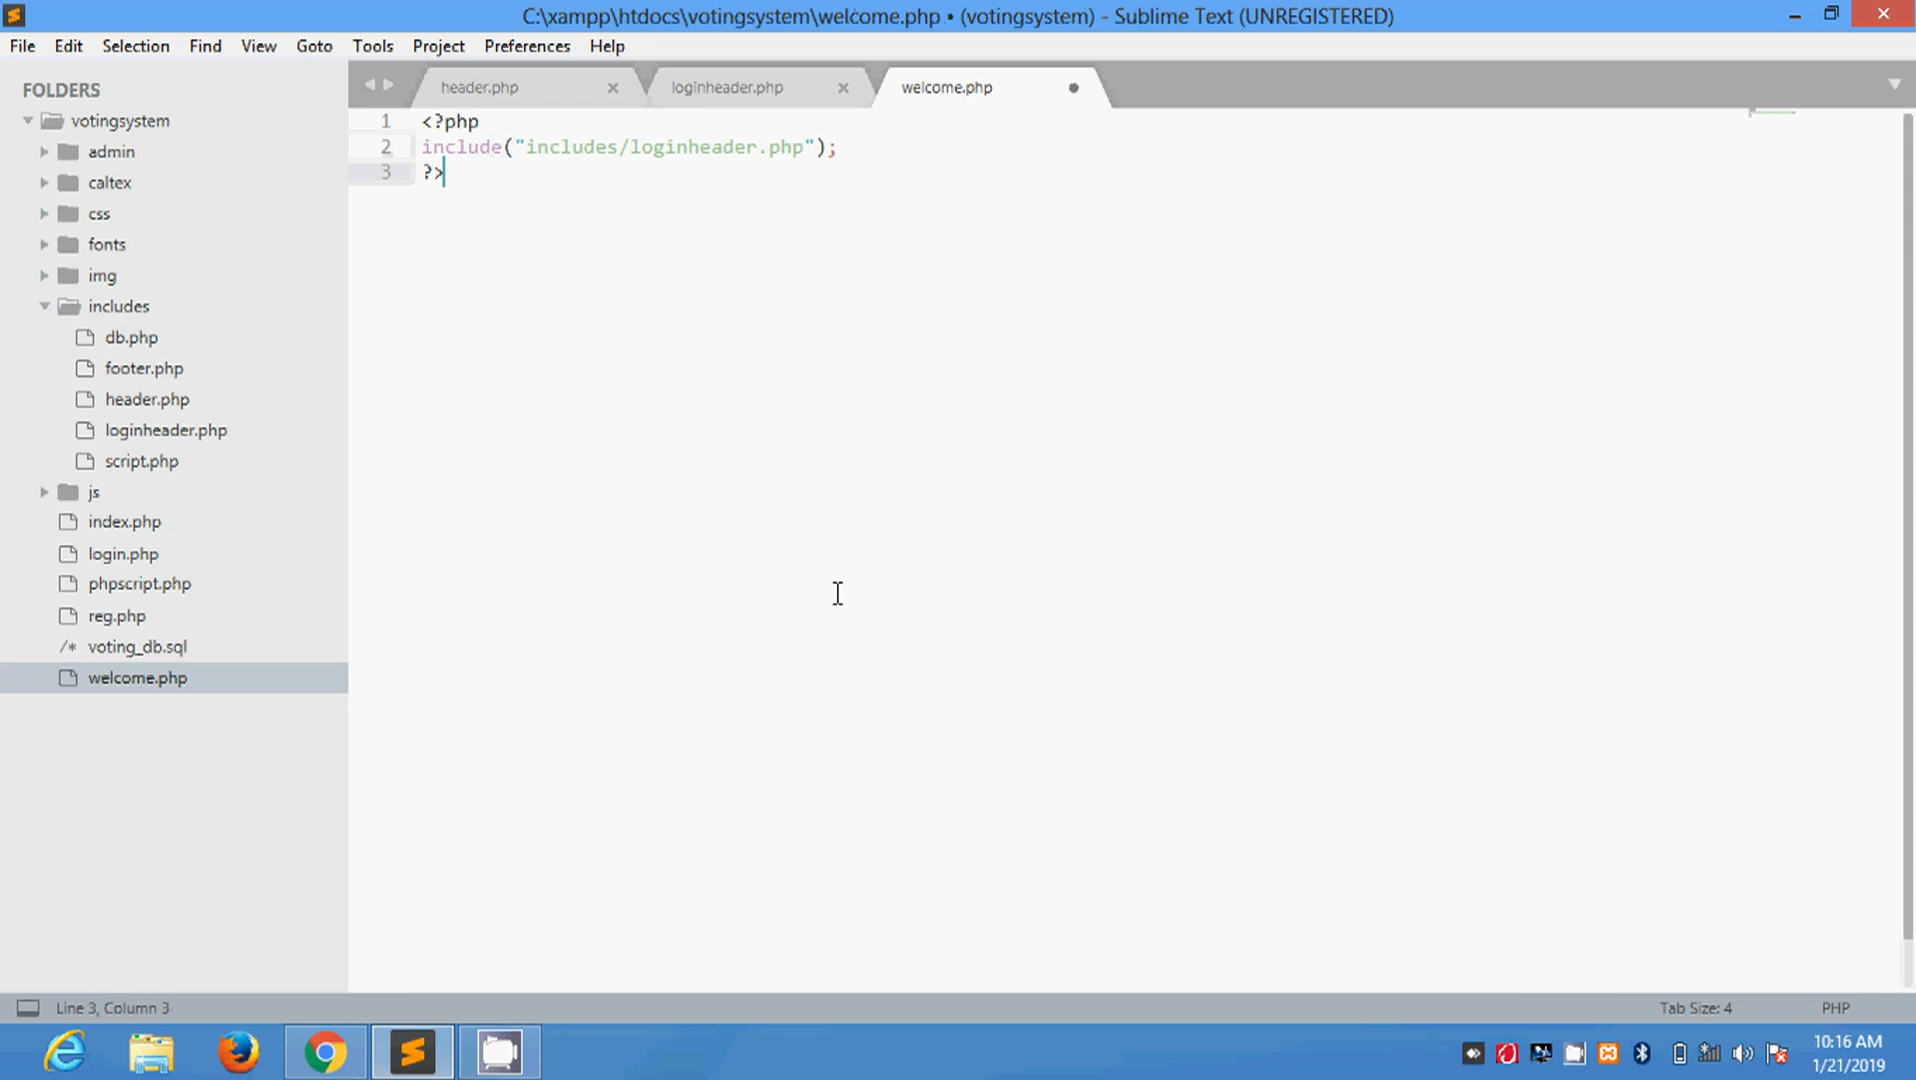 C:\xampp\htdocs\votingsystem\welcome.php • (votingsystem) - Sublime Text (UNREGISTERED)
File Edit Selection Find View Goto Tools Project Preferences Help
FOLDERS
votingsystem
admin
caltex
css
fonts
img
includes
db.php
footer.php
header.php
loginheader.php
script.php
js
index.php
login.php
phpscript.php
reg.php
/* voting_db.sql
welcome.php
header.php × loginheader.php × welcome.php
1 <?php
2 include("includes/loginheader.php");
3 ?>
Line 3, Column 3
Tab Size: 4 PHP
10:16 AM
1/21/2019